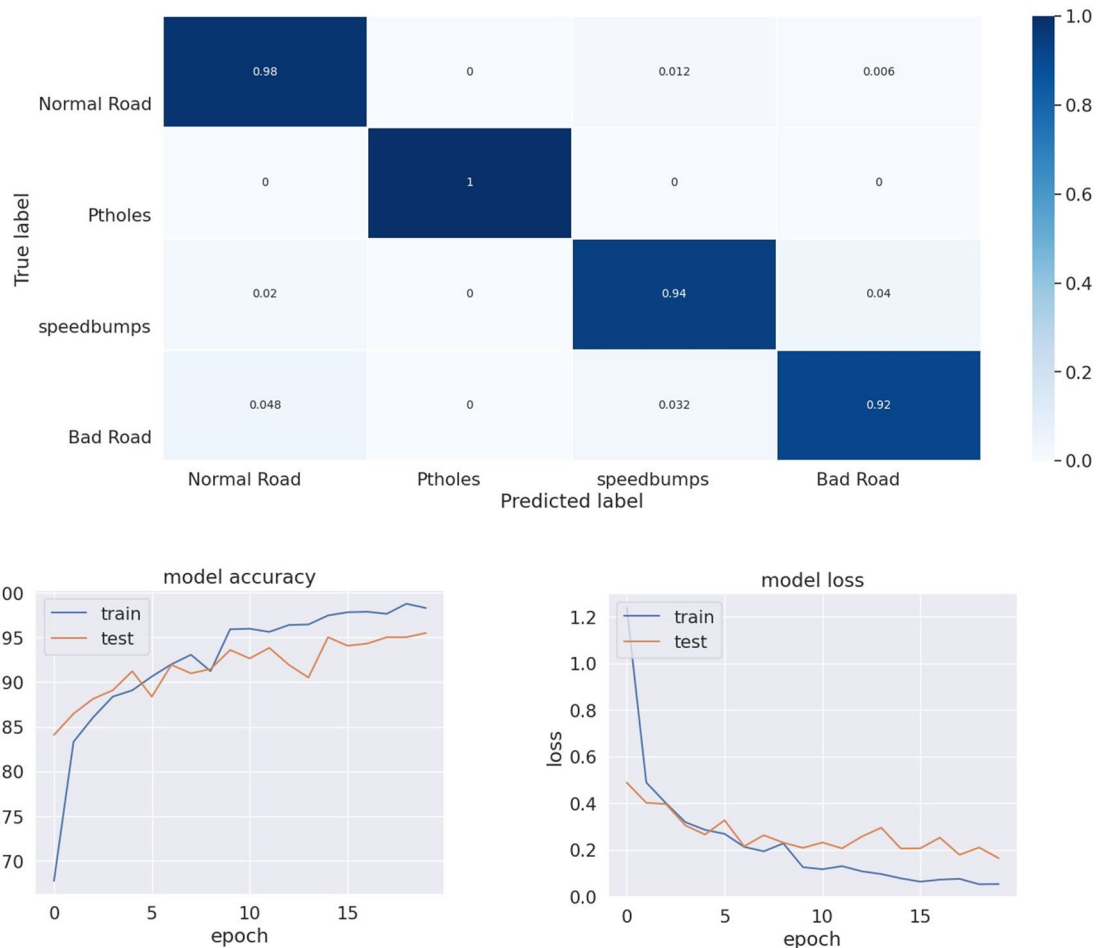 1.0
0.98 0 0.012 0.006
Normal Road
0.8
0 1 0 0
0.6
Ptholes
True label
0.4
0.02 0 0.94 0.04
speedbumps
0.2
0.048 0 0.032 0.92
Bad Road
0.0
Normal Road Ptholes speedbumps Bad Road
Predicted label
model accuracy
00
train
test
95
90
85
80
75
70
0 5 10 15
epoch
model loss
train
test
1.2
1.0
0.8
0.6
loss
0.4
0.2
0.0
0 5 10 15
epoch